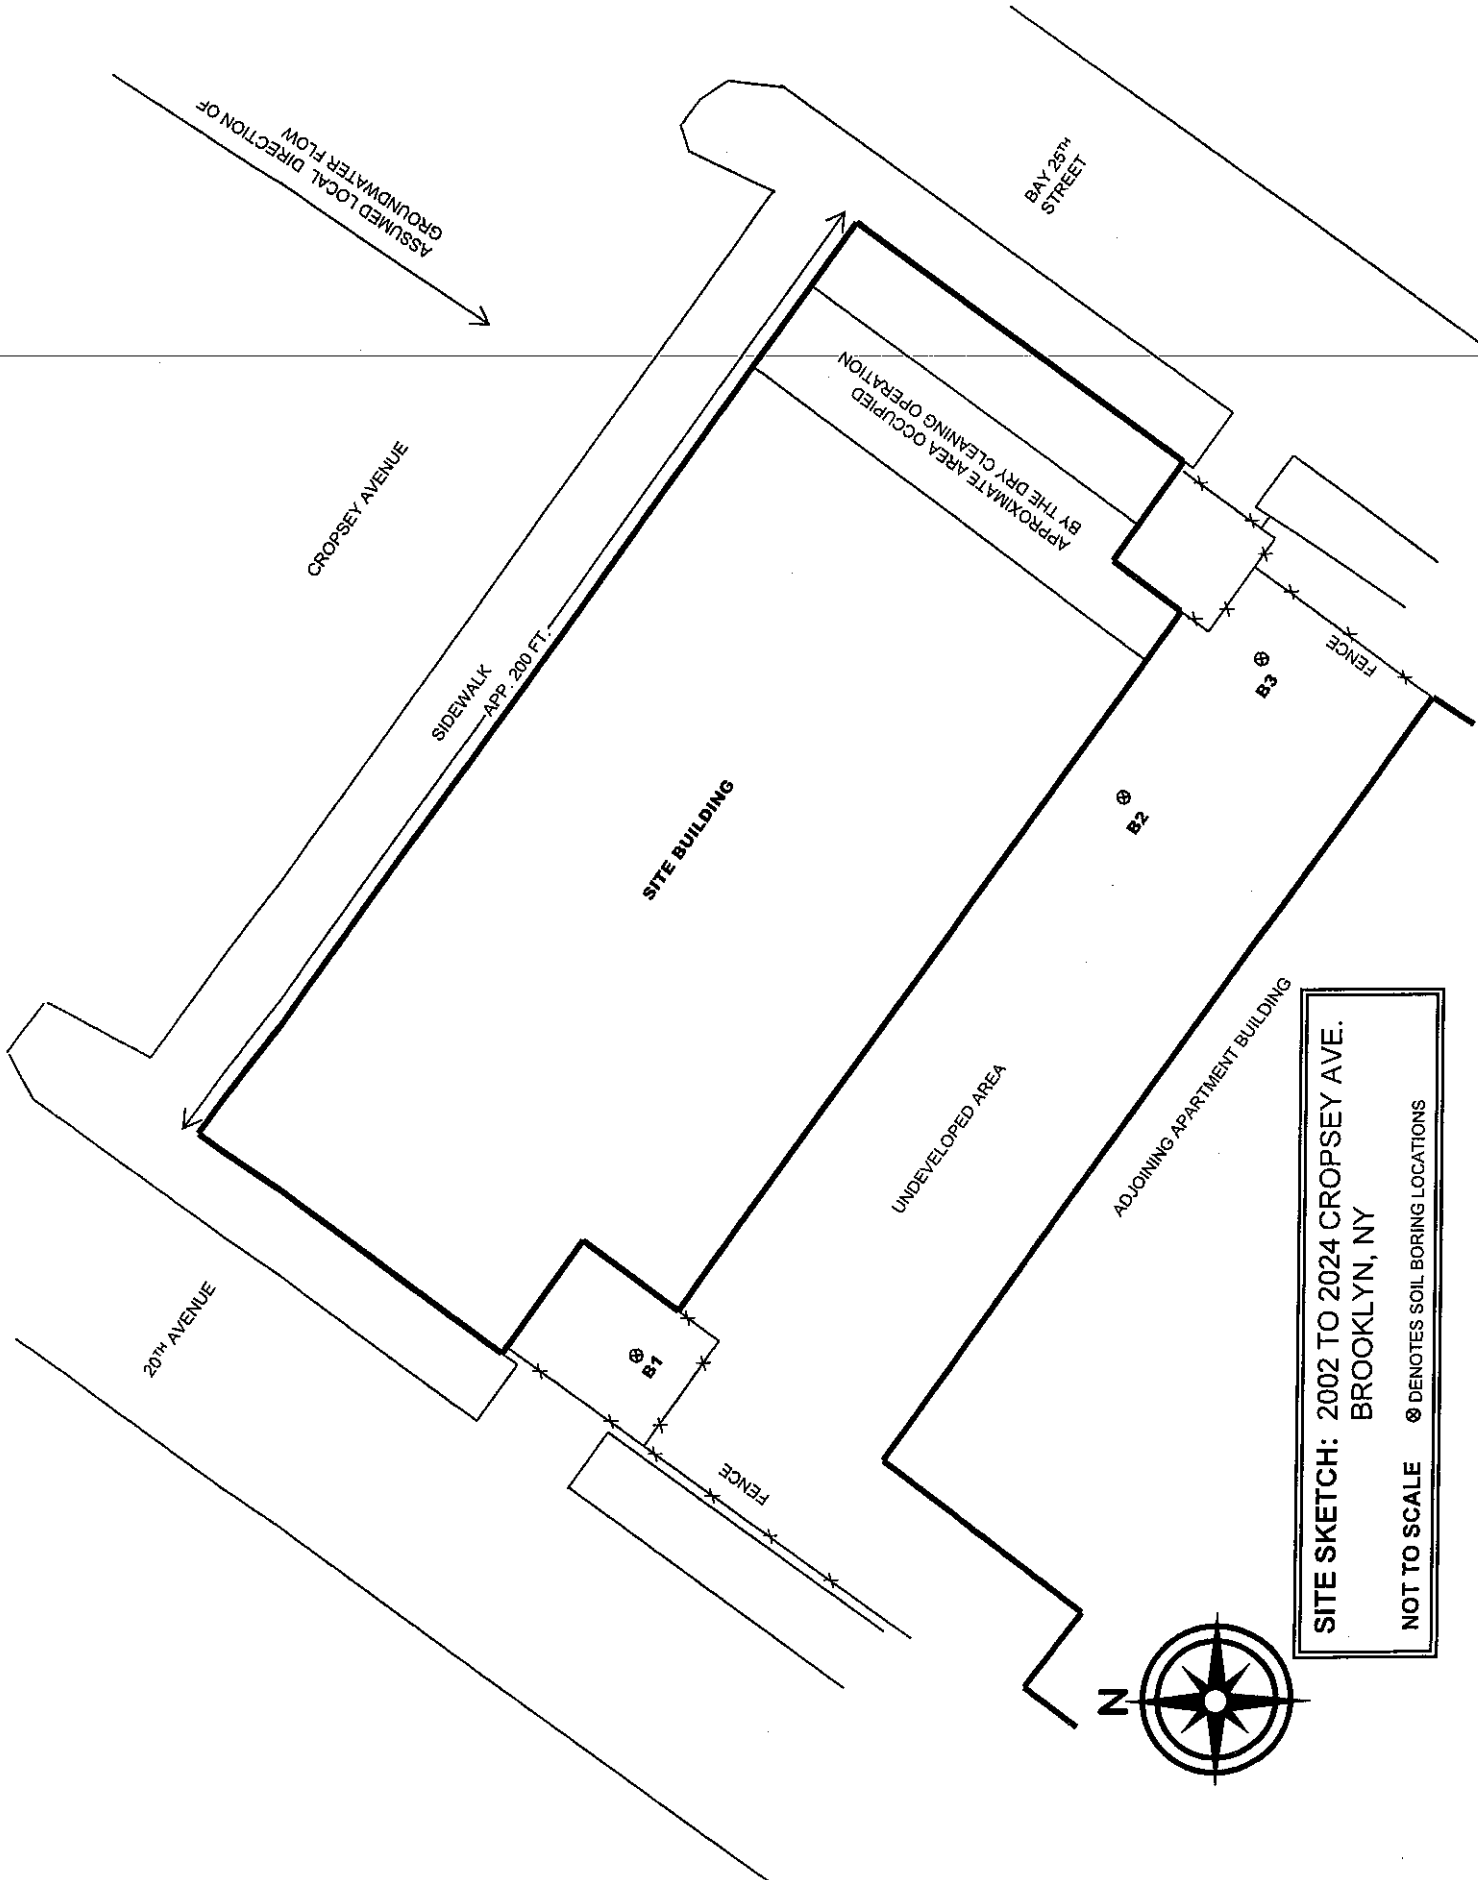 ASSUMED LOCAL DIRECTION OF
GROUNDWATER FLOW
BAY 25TH
STREET
CROPSEY AVENUE
SIDEWALK
APP. 200 FT.
APPROXIMATE AREA OCCUPIED
BY THE DRY CLEANING OPERATION
SITE BUILDING
FENCE
B3
B2
UNDEVELOPED AREA
ADJOINING APARTMENT BUILDING
20TH AVENUE
B1
FENCE
N
SITE SKETCH: 2002 TO 2024 CROPSEY AVE.
BROOKLYN, NY
NOT TO SCALE ⊗ DENOTES SOIL BORING LOCATIONS